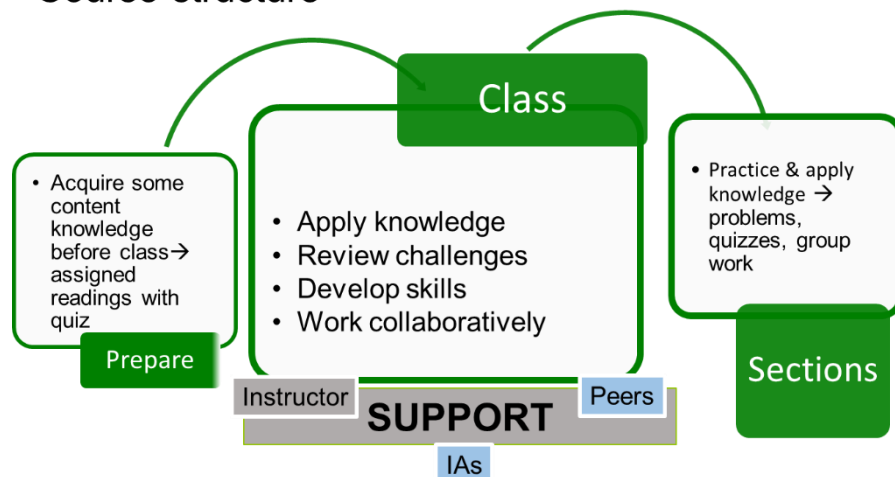 Class
• Acquire some
content
knowledge
before class→
assigned
readings with
quiz
Prepare
• Apply knowledge
• Review challenges
• Develop skills
• Work collaboratively
• Practice & apply
knowledge →
problems,
quizzes, group
work
Sections
Instructor
Peers
SUPPORT
IAs